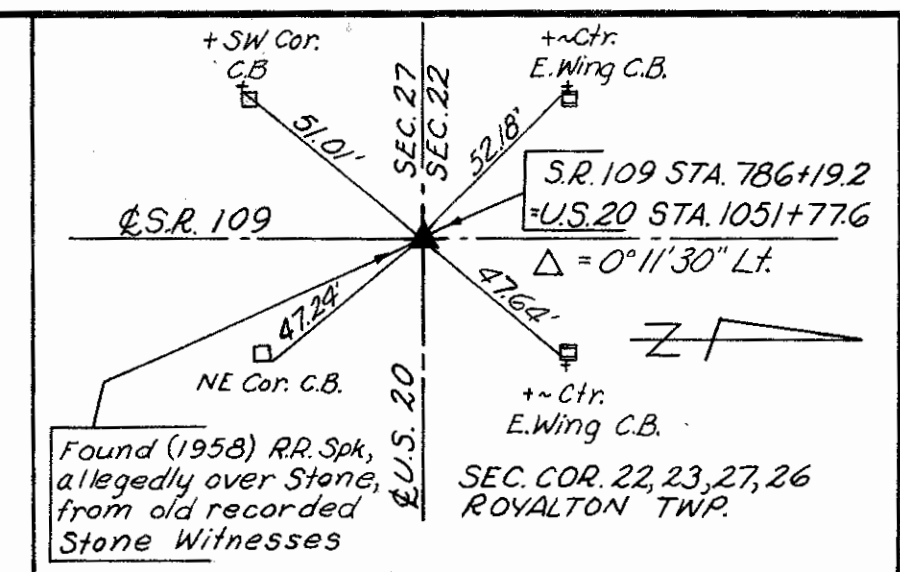 + SW Cor.
C.B
+~Ctr.
E.Wing C.B.
SEC. 27
SEC. 22
51.01'
52.18'
S.R. 109 STA. 786+19.2
=U.S. 20 STA. 1051+77.6
℄ S.R. 109
Δ = 0°11'30" Lt.
47.24'
47.64'
N
NE Cor. C.B.
+~ Ctr.
E.Wing C.B.
℄ U.S. 20
Found (1958) R.R. Spk,
allegedly over Stone,
from old recorded
Stone Witnesses
SEC. COR. 22, 23, 27, 26
ROYALTON TWP.